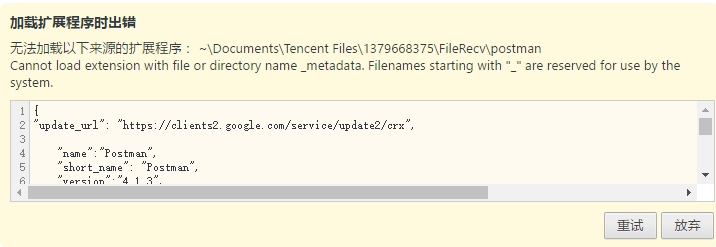 加载扩展程序时出错
无法加载以下来源的扩展程序： ~\Documents\Tencent Files\1379668375\FileRecv\postman
Cannot load extension with file or directory name _metadata. Filenames starting with "_" are reserved for use by the
system.
1 {
2 "update_url": "https://clients2.google.com/service/update2/crx",
3
4 "name":"Postman",
5 "short_name": "Postman",
6 "version":"4.1.3",
重试 放弃